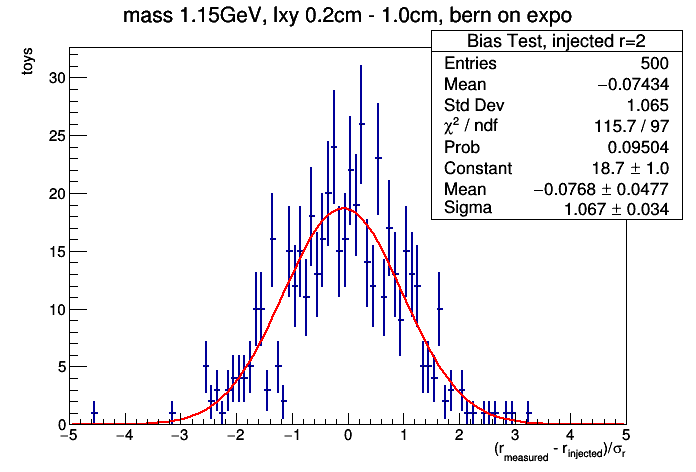 mass 1.15GeV, lxy 0.2cm - 1.0cm, bern on expo
Bias Test, injected r=2
Entries 500
Mean −0.07434
Std Dev 1.065
χ² / ndf 115.7 / 97
Prob 0.09504
Constant 18.7 ± 1.0
Mean −0.0768 ± 0.0477
Sigma 1.067 ± 0.034
toys
30
25
20
15
10
5
0
−5 −4 −3 −2 −1 0 1 2 3 4 5
(r_measured - r_injected)/σ_r